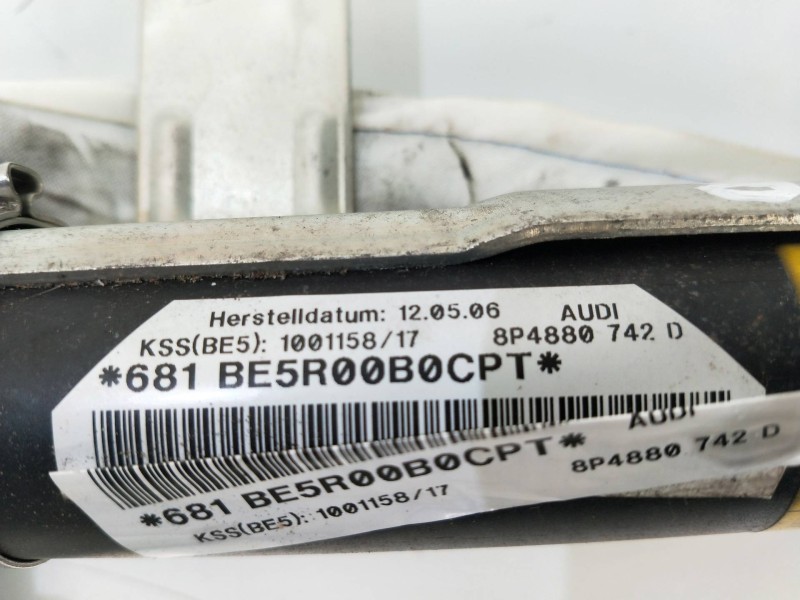 Herstelldatum: 12.05.06 AUDI
KSS(BE5): 1001158/17 8P4880 742 D
*681 BE5R00B0CPT*
AUDI
*681 BE5R00B0CPT* 8P4880 742 D
KSS(BE5): 1001158/17